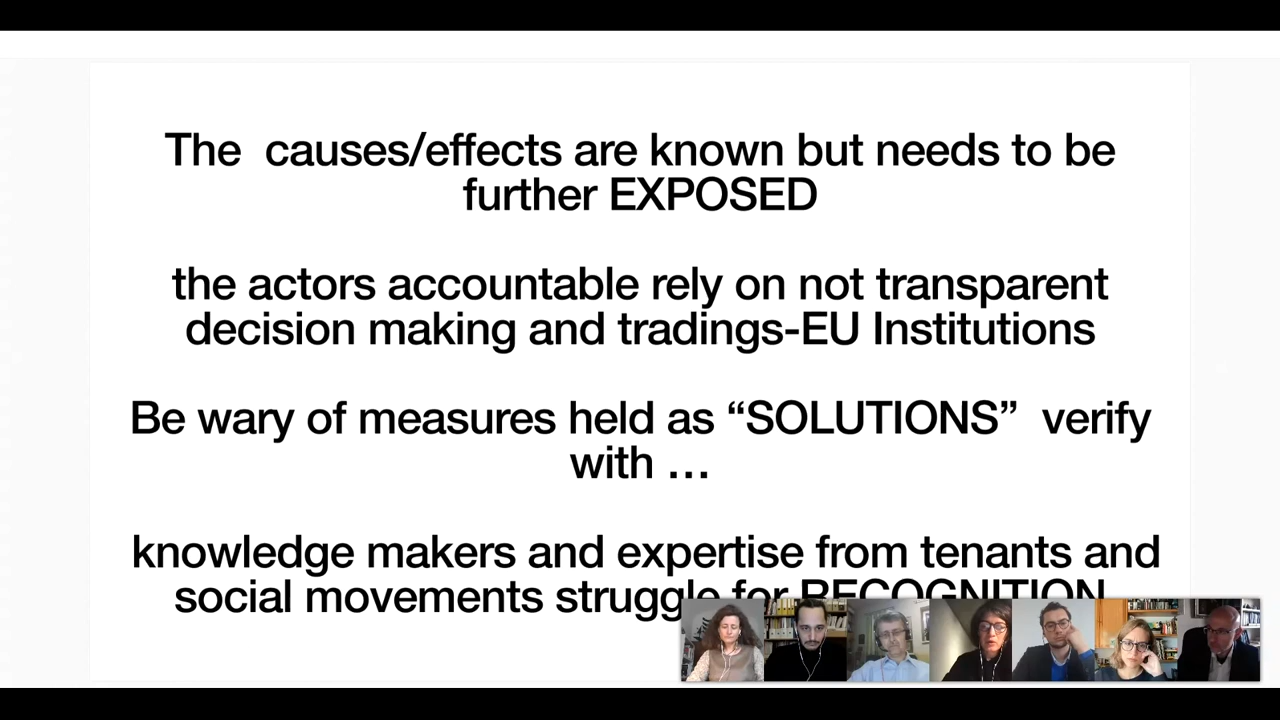 The causes/effects are known but needs to be
further EXPOSED
the actors accountable rely on not transparent
decision making and tradings-EU Institutions
Be wary of measures held as “SOLUTIONS” verify
with …
knowledge makers and expertise from tenants and
social movements struggle for RECOGNITION